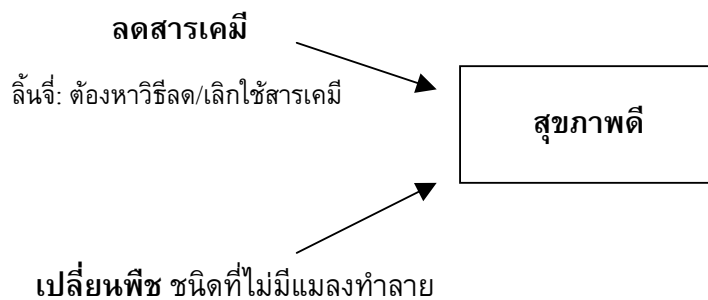 ลดสารเคมี
ลิ้นจี่: ต้องหาวิธีลด/เลิกใช้สารเคมี
สุขภาพดี
เปลี่ยนพืช ชนิดที่ไม่มีแมลงทำลาย